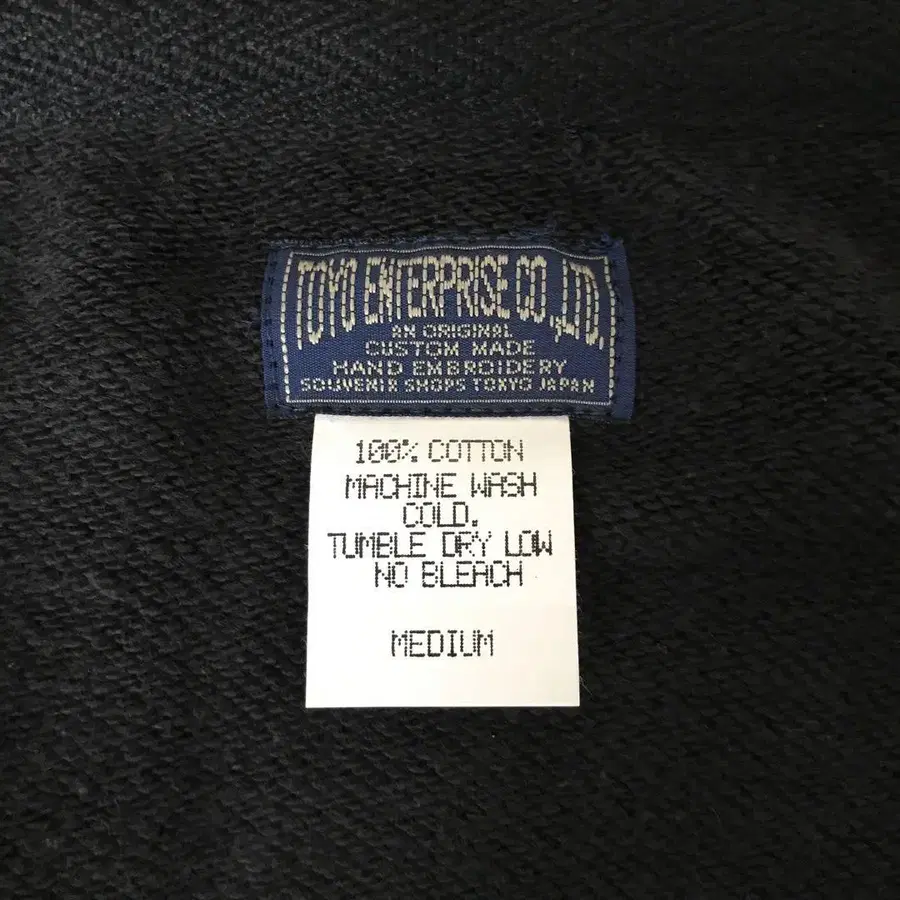 TOYO ENTERPRISE CO.,LTD.
AN ORIGINAL
CUSTOM MADE
HAND EMBROIDERY
SOUVENIR SHOPS TOKYO JAPAN
100% COTTON
MACHINE WASH
COLD.
TUMBLE DRY LOW
NO BLEACH
MEDIUM